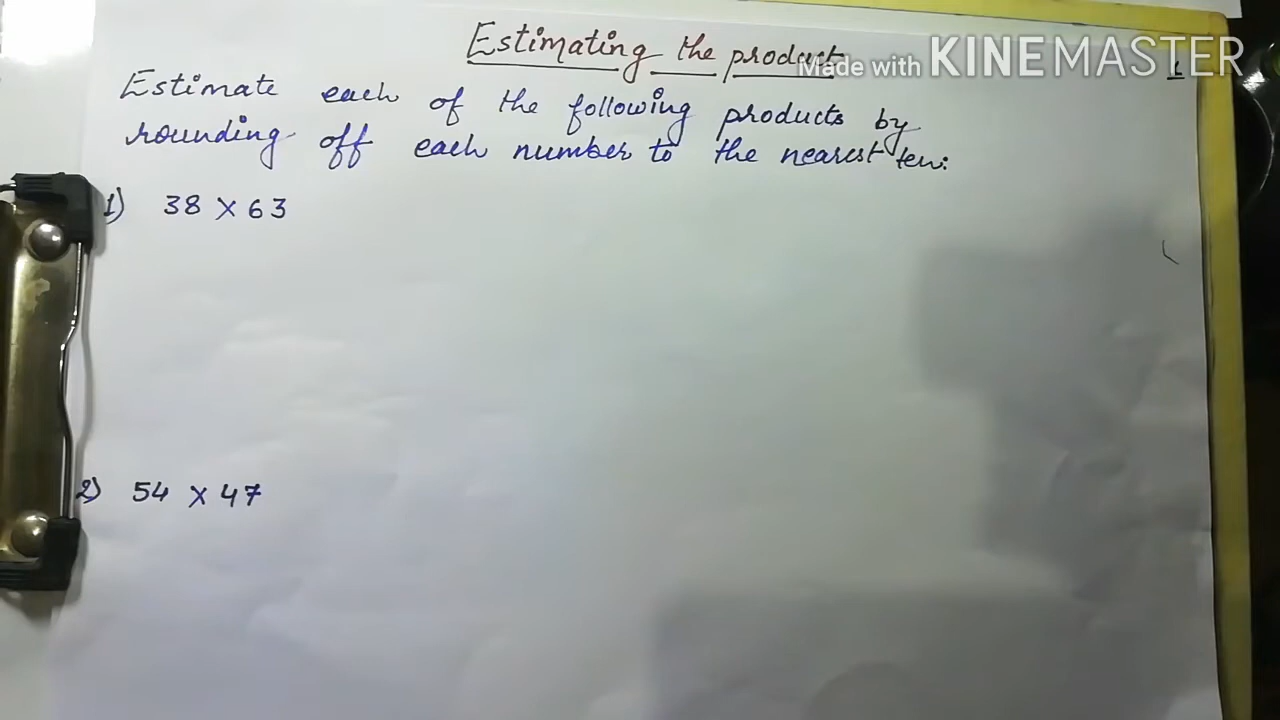 Estimating the product
Made with KINEMASTER
1
Estimate each of the following products by
rounding off each number to the nearest ten:
1) 38 × 63
2) 54 × 47